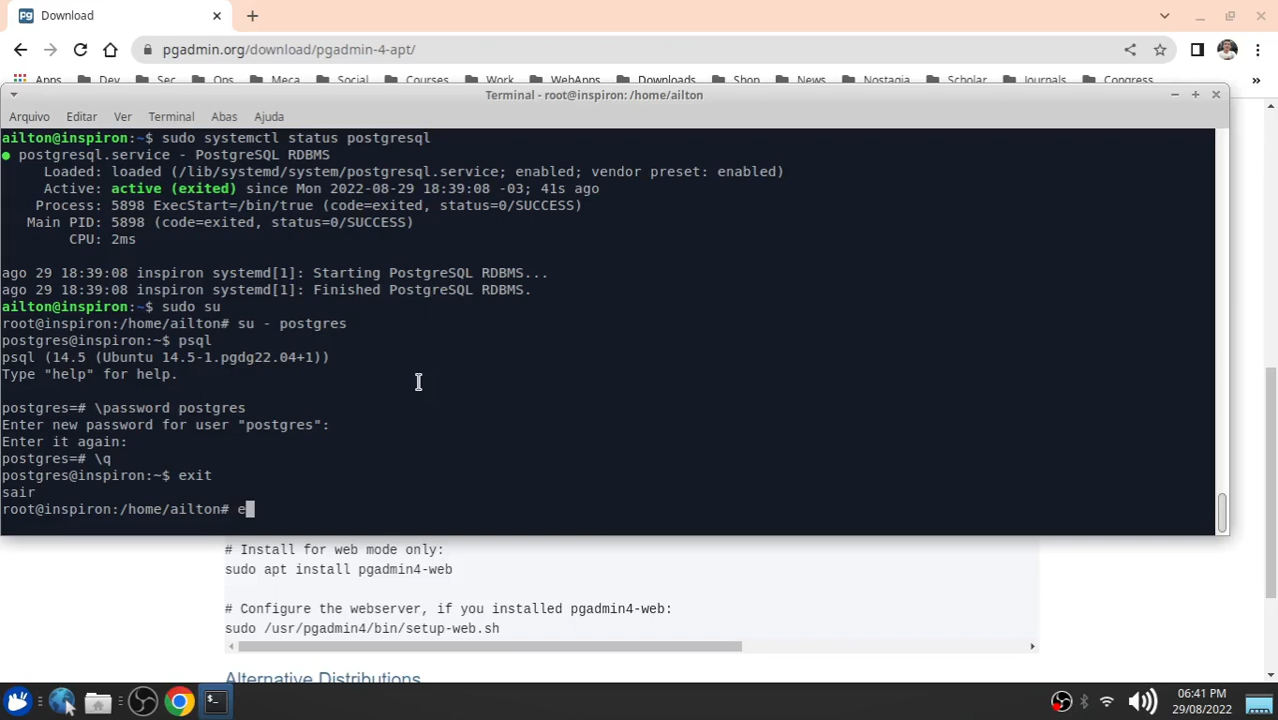 Download
pgadmin.org/download/pgadmin-4-apt/
Apps Dev Sec Ops Meca Social Courses Work WebApps Downloads Shop News Nostagia Scholar Journals Congress »
Terminal - root@inspiron: /home/ailton
Arquivo Editar Ver Terminal Abas Ajuda
ailton@inspiron:~$ sudo systemctl status postgresql
● postgresql.service - PostgreSQL RDBMS
Loaded: loaded (/lib/systemd/system/postgresql.service; enabled; vendor preset: enabled)
Active: active (exited) since Mon 2022-08-29 18:39:08 -03; 41s ago
Process: 5898 ExecStart=/bin/true (code=exited, status=0/SUCCESS)
Main PID: 5898 (code=exited, status=0/SUCCESS)
CPU: 2ms
ago 29 18:39:08 inspiron systemd[1]: Starting PostgreSQL RDBMS...
ago 29 18:39:08 inspiron systemd[1]: Finished PostgreSQL RDBMS.
ailton@inspiron:~$ sudo su
root@inspiron:/home/ailton# su - postgres
postgres@inspiron:~$ psql
psql (14.5 (Ubuntu 14.5-1.pgdg22.04+1))
Type "help" for help.
postgres=# \password postgres
Enter new password for user "postgres":
Enter it again:
postgres=# \q
postgres@inspiron:~$ exit
sair
root@inspiron:/home/ailton# e
# Install for web mode only:
sudo apt install pgadmin4-web
# Configure the webserver, if you installed pgadmin4-web:
sudo /usr/pgadmin4/bin/setup-web.sh
Alternative Distributions
06:41 PM
29/08/2022